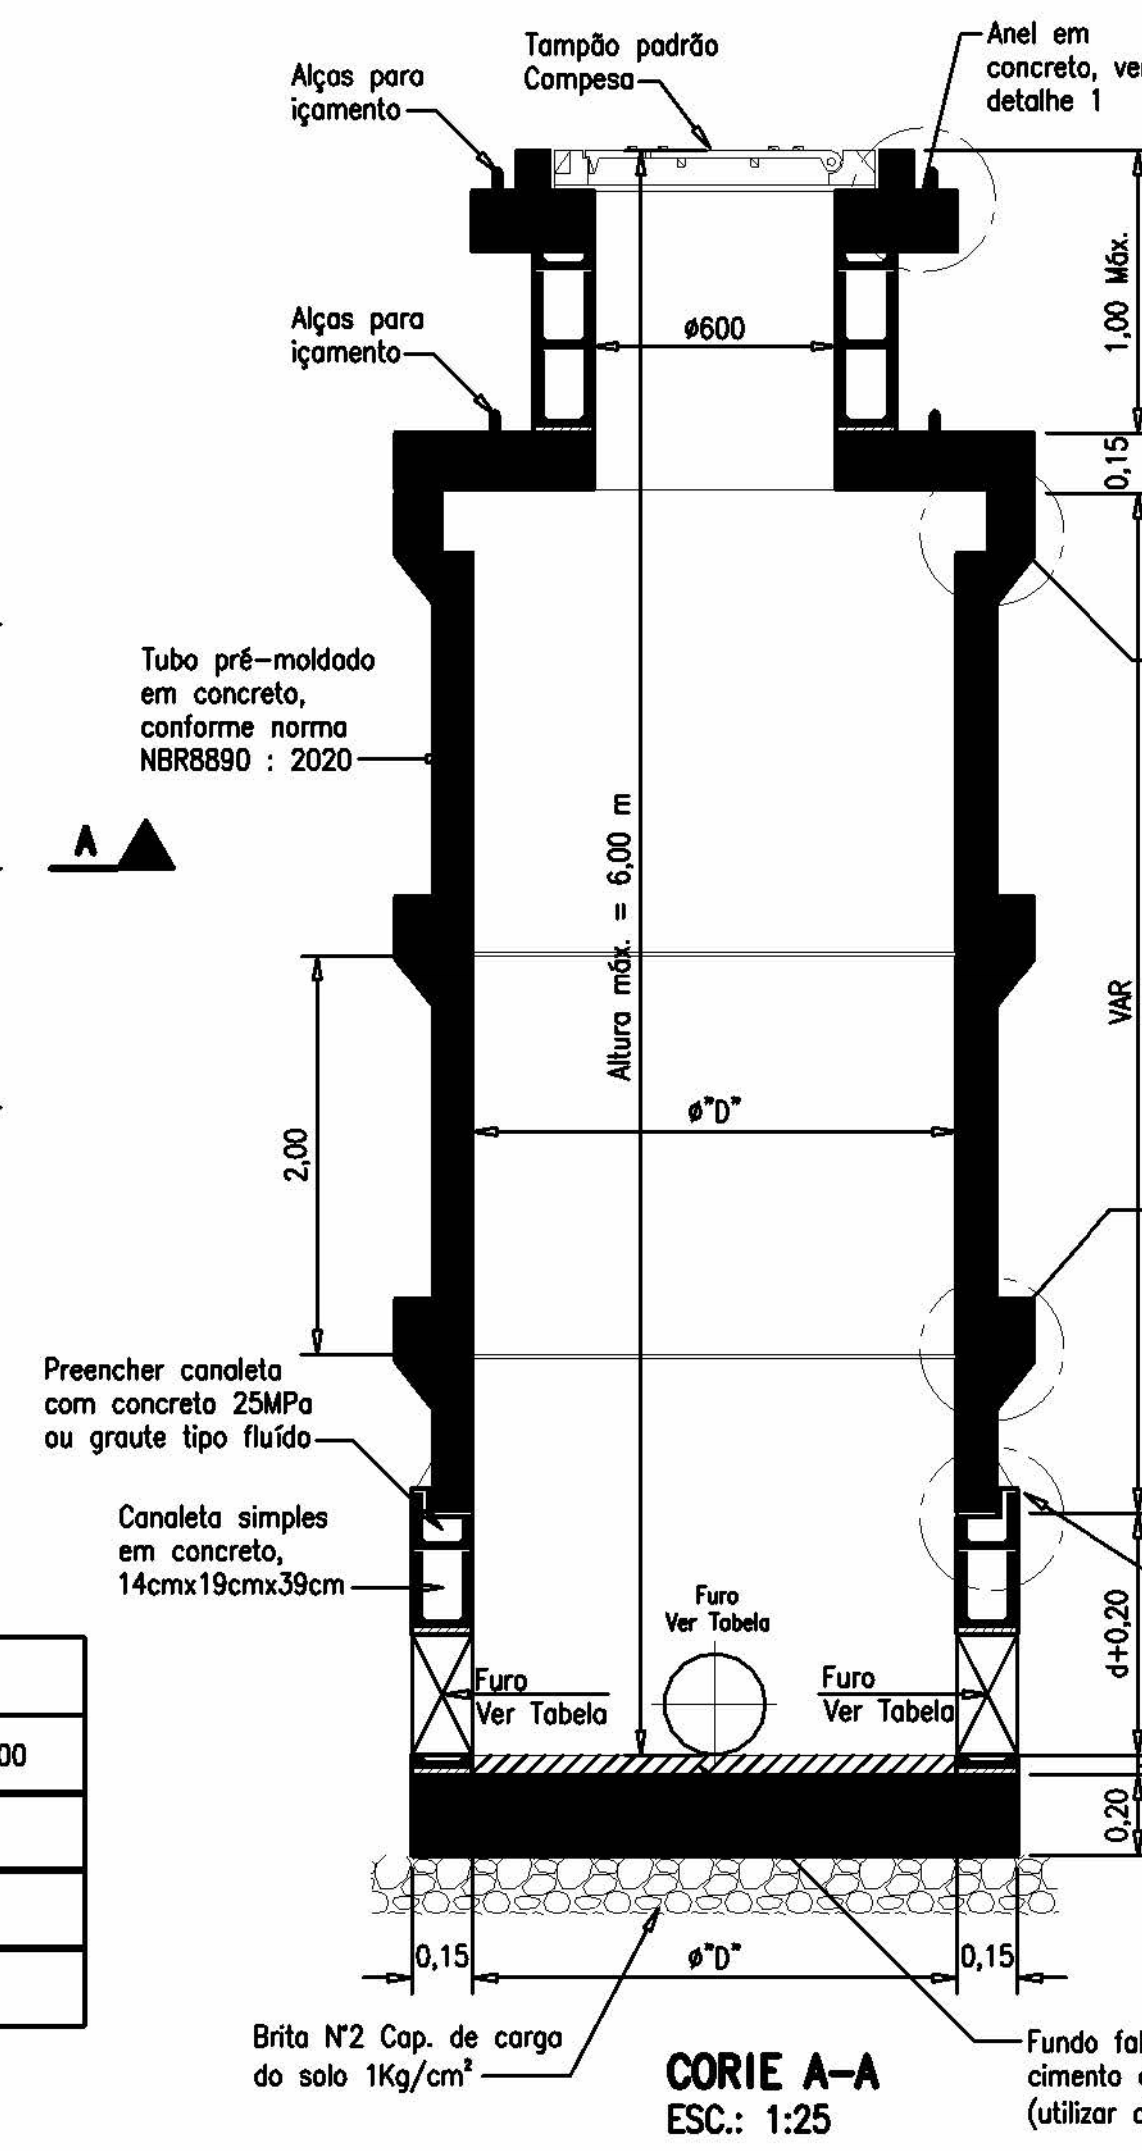 Tampão padrão
Compesa
Anel em
concreto, ver
detalhe 1
Alças para
içamento
1,00 Máx.
ø600
Alças para
içamento
0,15
Tubo pré-moldado
em concreto,
conforme norma
NBR8890 : 2020
A
Altura máx. = 6,00 m
VAR
ø"D"
2,00
Preencher canaleta
com concreto 25MPa
ou graute tipo fluído
Canaleta simples
em concreto,
14cmx19cmx39cm
Furo
Ver Tabela
d+0,20
Furo
Ver Tabela
Furo
Ver Tabela
00
0,20
0,15
ø"D"
0,15
Brita N°2 Cap. de carga
do solo 1Kg/cm²
CORIE A-A
ESC.: 1:25
Fundo fal
cimento
(utilizar